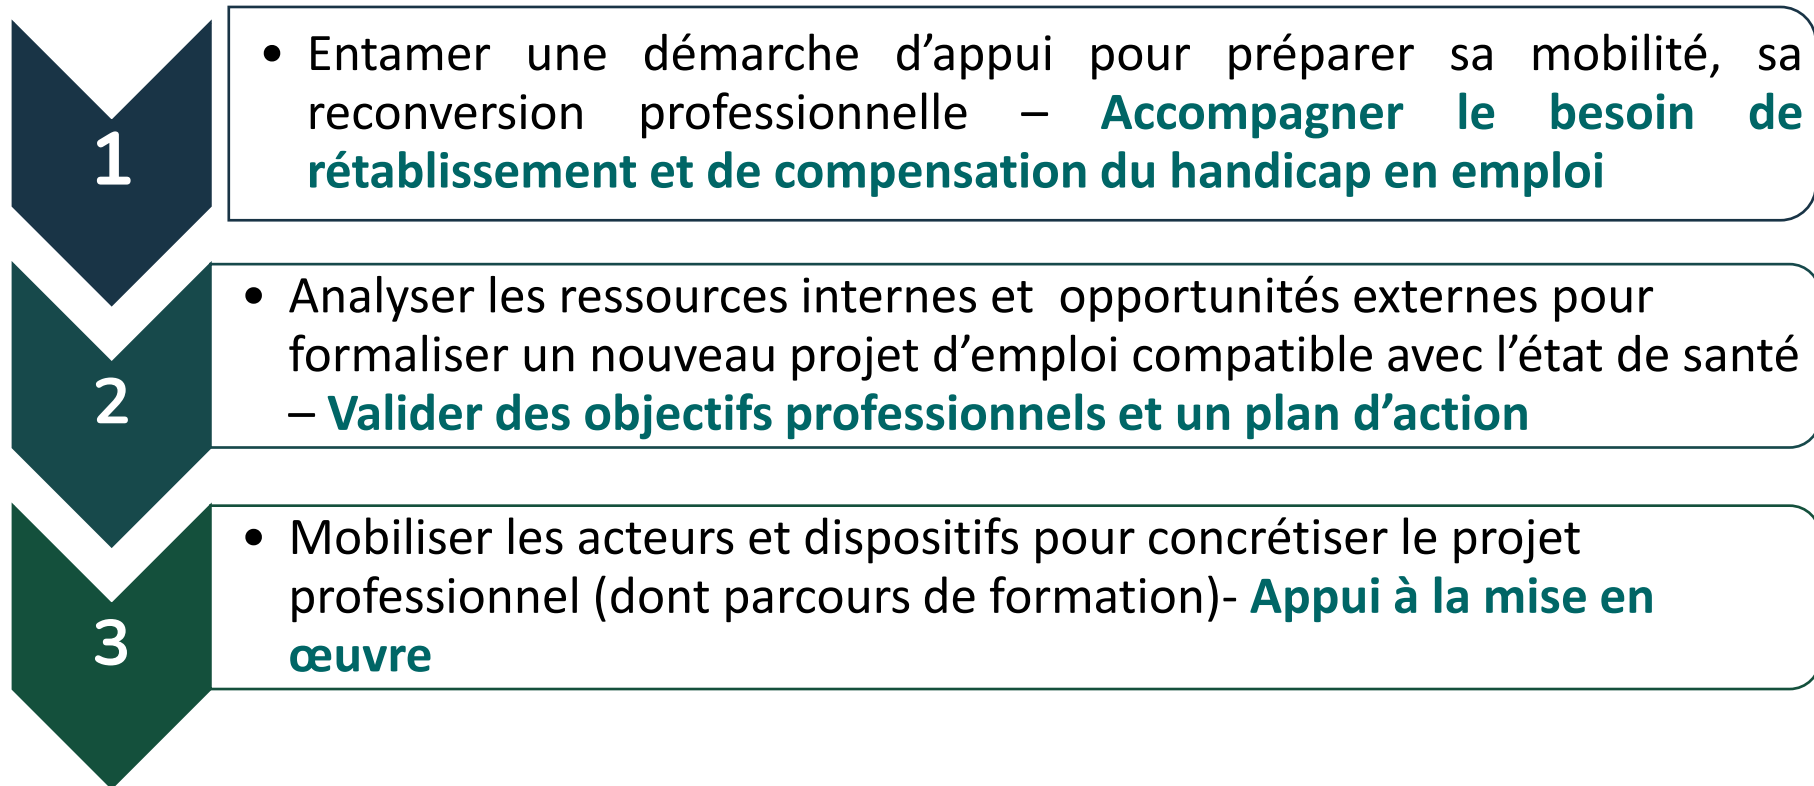 1
• Entamer une démarche d’appui pour préparer sa mobilité, sa
reconversion professionnelle – Accompagner le besoin de
rétablissement et de compensation du handicap en emploi
2
• Analyser les ressources internes et  opportunités externes pour
formaliser un nouveau projet d’emploi compatible avec l’état de santé
– Valider des objectifs professionnels et un plan d’action
3
• Mobiliser les acteurs et dispositifs pour concrétiser le projet
professionnel (dont parcours de formation)- Appui à la mise en
œuvre